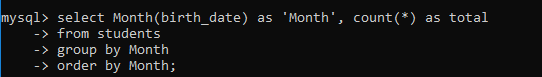 mysql> select Month(birth_date) as 'Month', count(*) as total
-> from students
-> group by Month
-> order by Month;